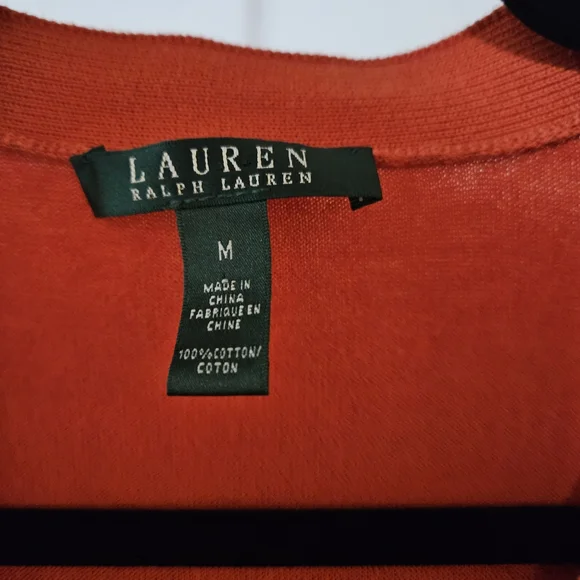 LAUREN
RALPH LAUREN
M
MADE IN
CHINA
FABRIQUE EN
CHINE
100%COTTON/
COTON